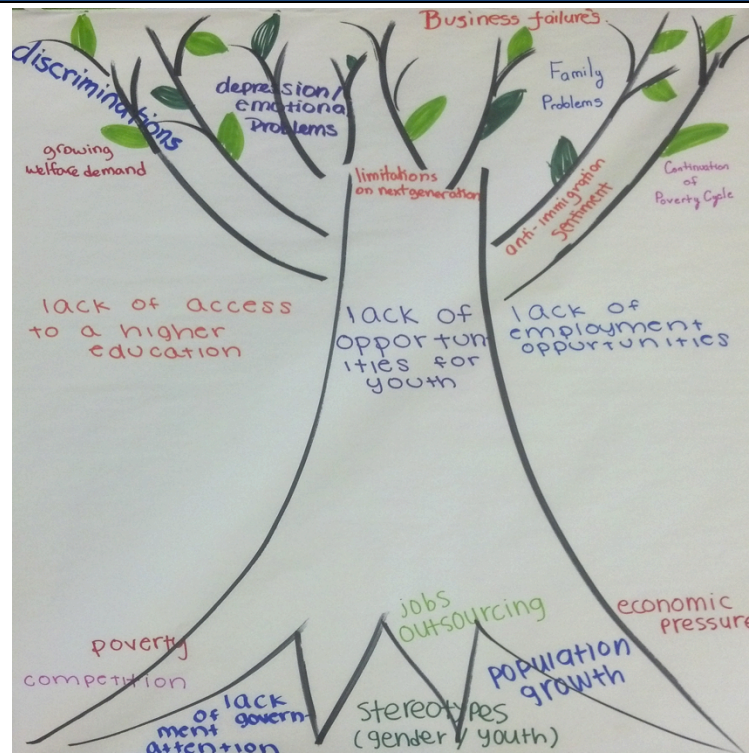 Business failures
discriminations
depression/
emotional
Problems
Family
Problems
growing
welfare demand
limitations
on next generation
anti-immigration
sentiment
Continuation
of
Poverty Cycle
lack of access
to a higher
education
lack of
opportun
ities for
youth
lack of
employment
oppurtunities
poverty
competition
lack
of govern-
ment
attention
jobs
outsourcing
stereotypes
(gender/youth)
population
growth
economic
pressure